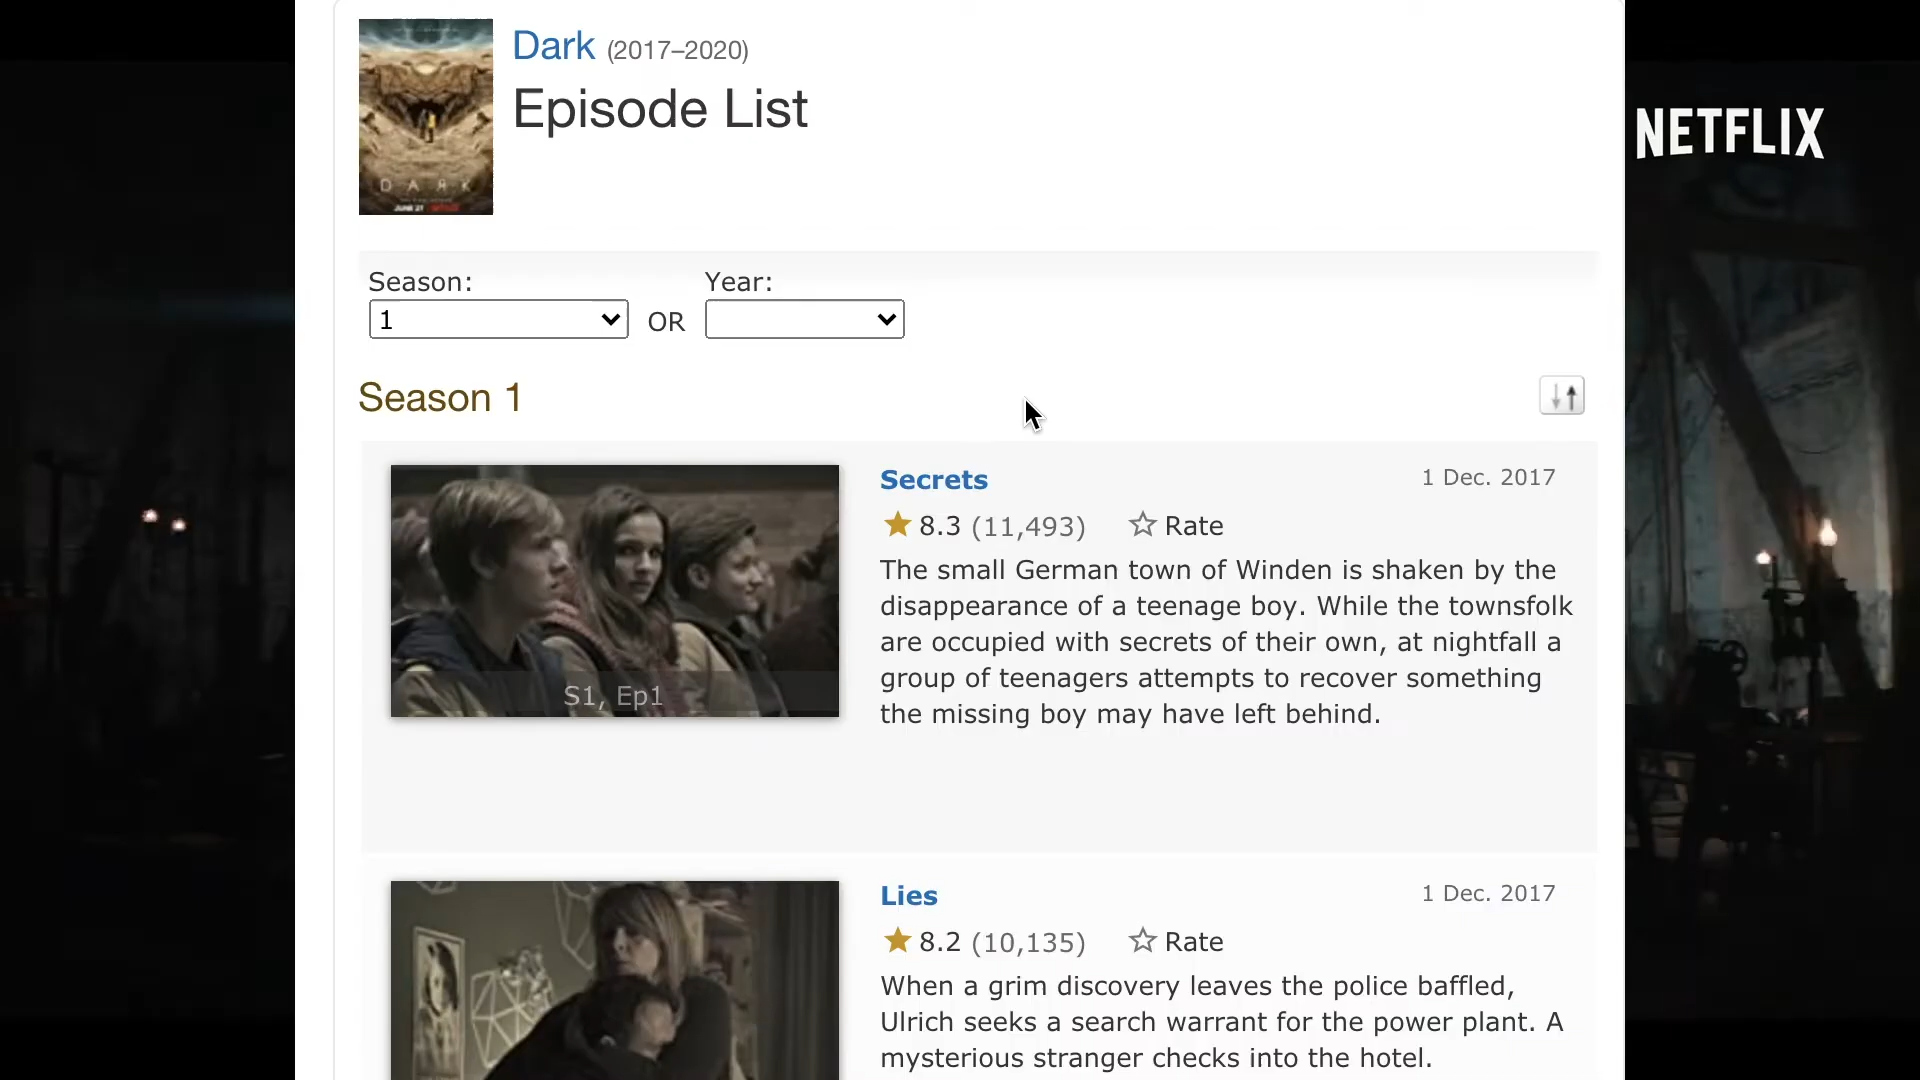 Dark (2017–2020)
Episode List
DARK
JUNE 27
NETFLIX
Season:
Year:
1
OR
Season 1
Secrets
1 Dec. 2017
8.3 (11,493)
Rate
The small German town of Winden is shaken by the
disappearance of a teenage boy. While the townsfolk
are occupied with secrets of their own, at nightfall a
group of teenagers attempts to recover something
the missing boy may have left behind.
S1, Ep1
Lies
1 Dec. 2017
8.2 (10,135)
Rate
When a grim discovery leaves the police baffled,
Ulrich seeks a search warrant for the power plant. A
mysterious stranger checks into the hotel.